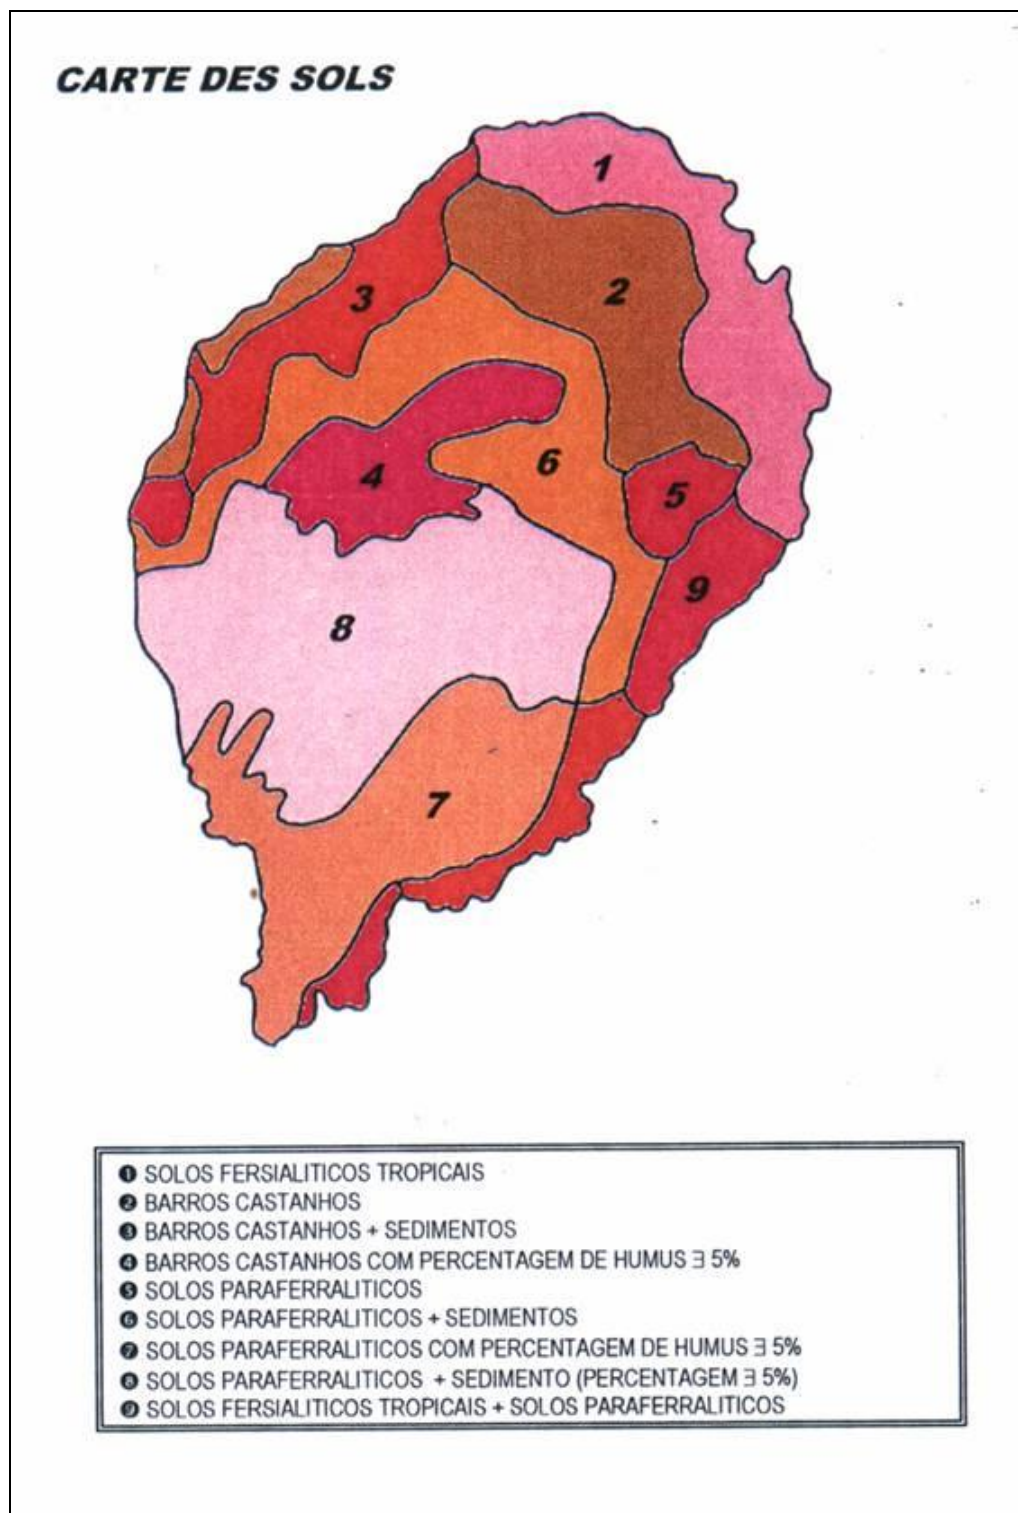 CARTE DES SOLS
1
2
3
6
4
5
9
8
7
❶ SOLOS FERSIALITICOS TROPICAIS
❷ BARROS CASTANHOS
❸ BARROS CASTANHOS + SEDIMENTOS
❹ BARROS CASTANHOS COM PERCENTAGEM DE HUMUS ∃ 5%
❺ SOLOS PARAFERRALITICOS
❻ SOLOS PARAFERRALITICOS + SEDIMENTOS
❼ SOLOS PARAFERRALITICOS COM PERCENTAGEM DE HUMUS ∃ 5%
❽ SOLOS PARAFERRALITICOS + SEDIMENTO (PERCENTAGEM ∃ 5%)
❾ SOLOS FERSIALITICOS TROPICAIS + SOLOS PARAFERRALITICOS